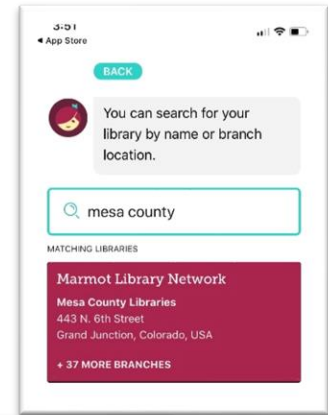 3:51
◀ App Store
BACK
You can search for your
library by name or branch
location.
mesa county
MATCHING LIBRARIES
Marmot Library Network
Mesa County Libraries
443 N. 6th Street
Grand Junction, Colorado, USA
+ 37 MORE BRANCHES